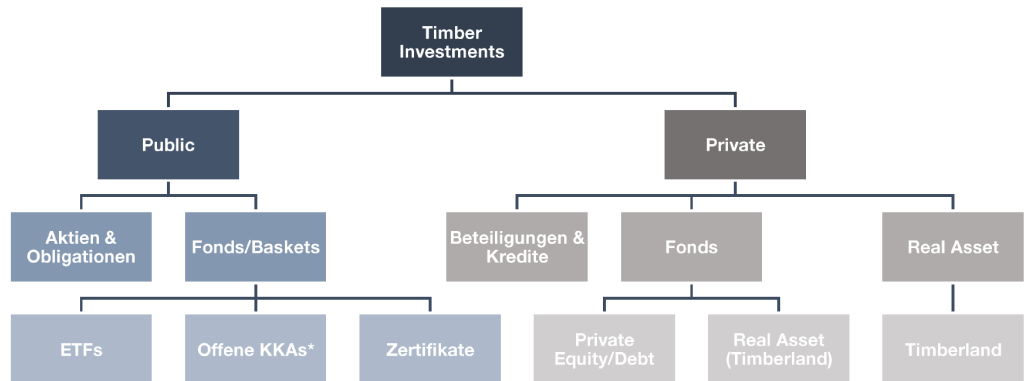 Timber
Investments
Public
Private
Aktien &
Obligationen
Fonds/Baskets
Beteiligungen &
Kredite
Fonds
Real Asset
ETFs
Offene KKAs*
Zertifikate
Private
Equity/Debt
Real Asset
(Timberland)
Timberland